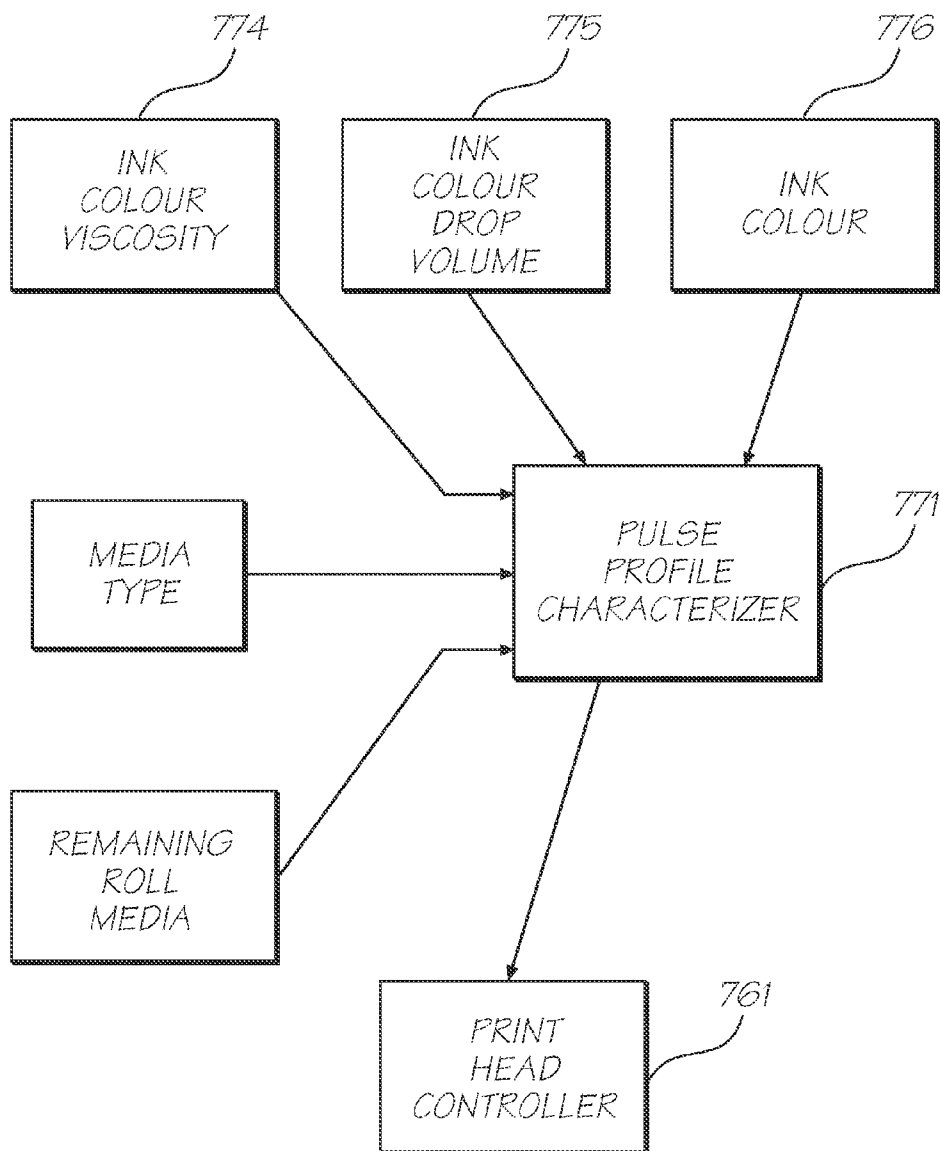 774
775
776
INK
COLOUR
VISCOSITY
INK
COLOUR
DROP
VOLUME
INK
COLOUR
771
PULSE
PROFILE
CHARACTERIZER
MEDIA
TYPE
REMAINING
ROLL
MEDIA
761
PRINT
HEAD
CONTROLLER